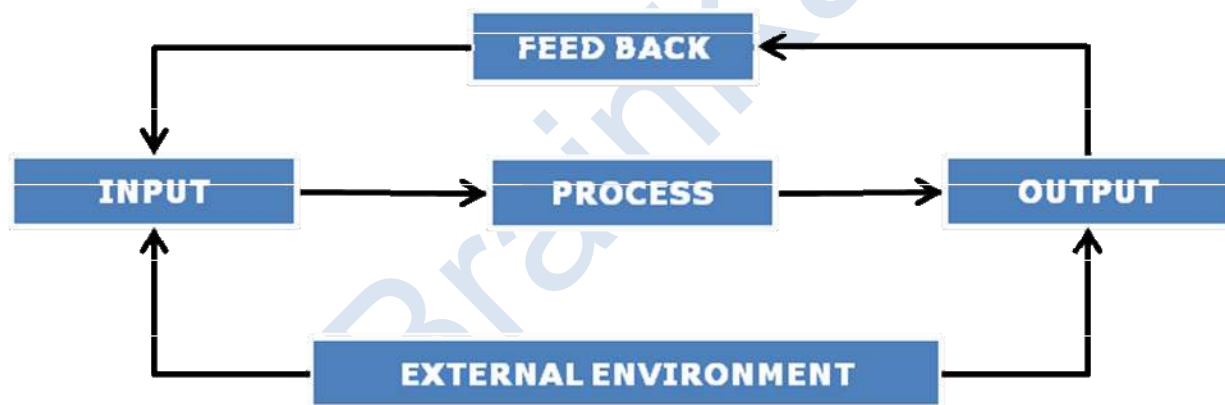 FEED BACK
INPUT
PROCESS
OUTPUT
EXTERNAL ENVIRONMENT